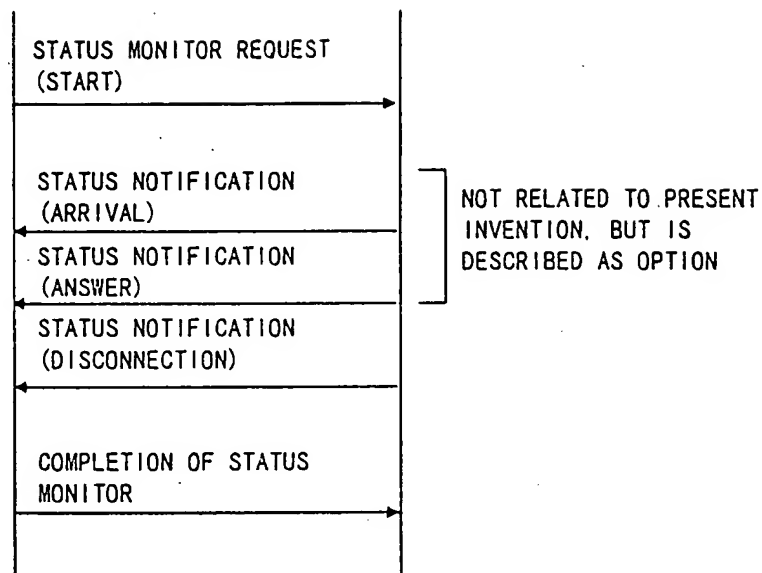 STATUS MONITOR REQUEST
(START)
STATUS NOTIFICATION
(ARRIVAL)
STATUS NOTIFICATION
(ANSWER)
NOT RELATED TO PRESENT
INVENTION, BUT IS
DESCRIBED AS OPTION
STATUS NOTIFICATION
(DISCONNECTION)
COMPLETION OF STATUS
MONITOR